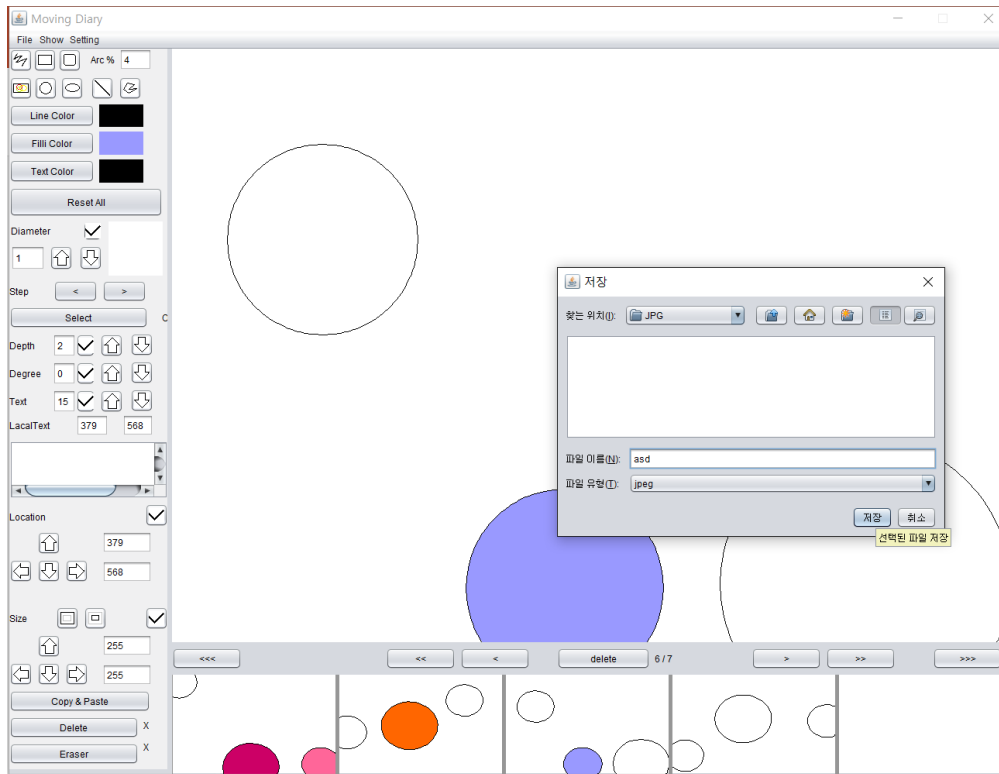 Moving Diary
File Show Setting
Arc % 4
Line Color
Filli Color
Text Color
Reset All
Diameter
1
Step < >
Select C
Depth 2
Degree 0
Text 15
LacalText 379 568
Location
379
568
Size
255
255
Copy & Paste
Delete X
Eraser X
저장
찾는 위치(I): JPG
파일 이름(N): asd
파일 유형(T): jpeg
저장 취소
선택된 파일 저장
<<< << < delete 6 / 7 > >> >>>